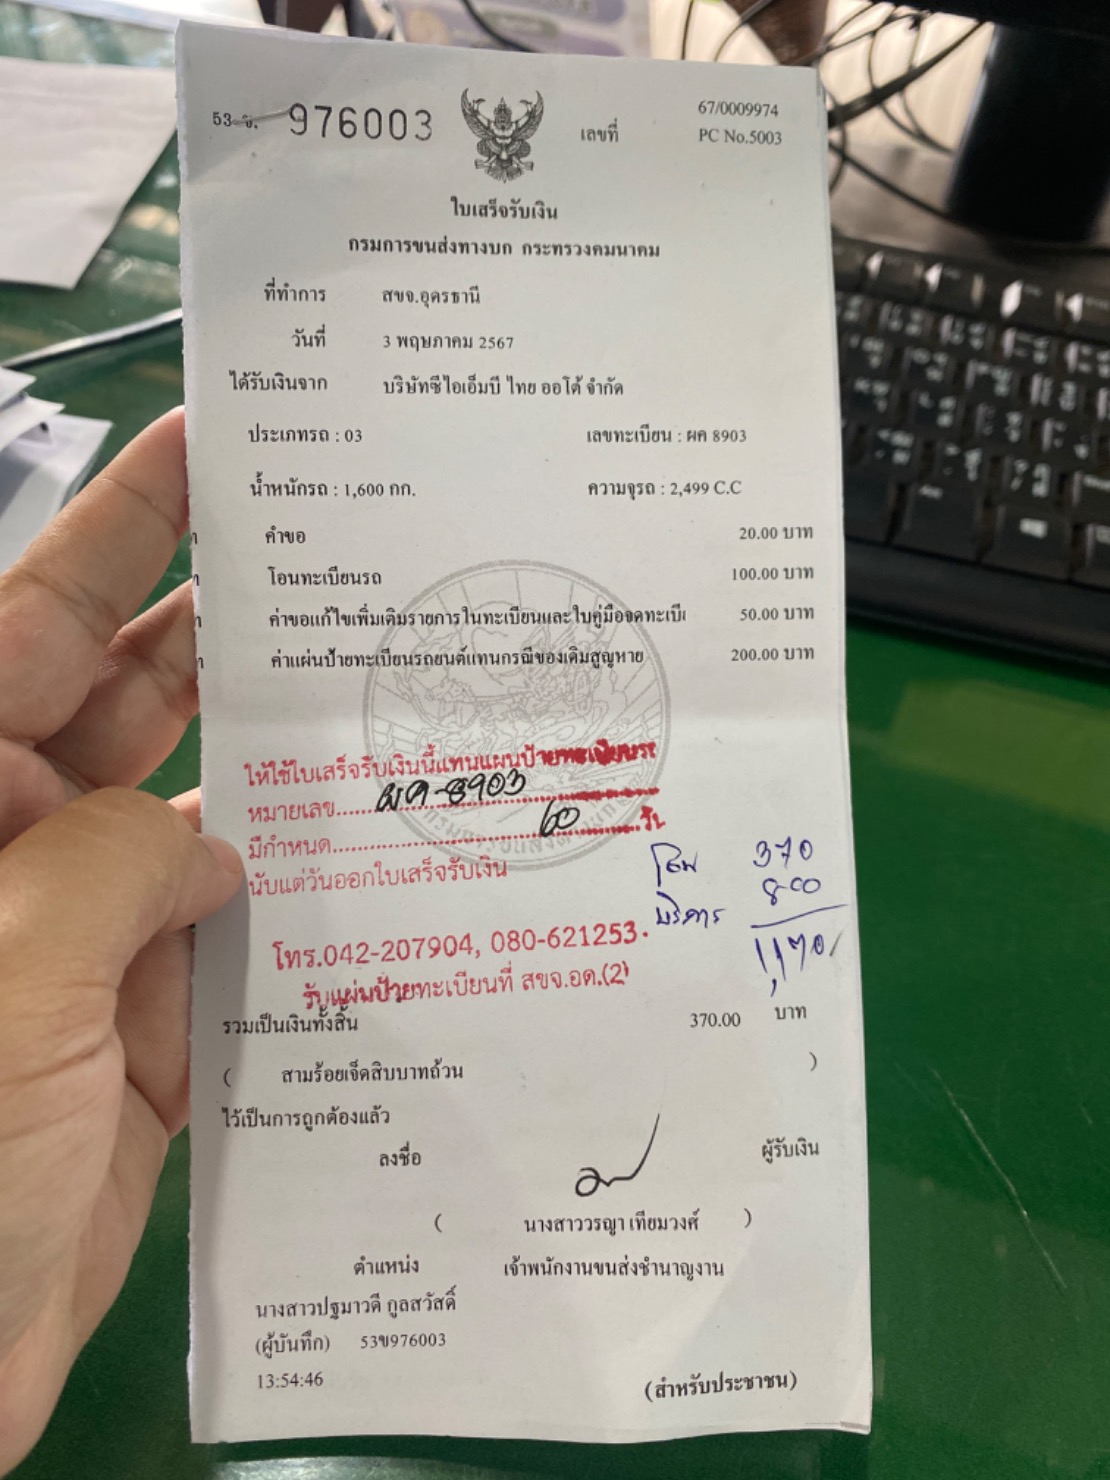 53-ข. 976003
เลขที่ 67/0009974
PC No.5003
ใบเสร็จรับเงิน
กรมการขนส่งทางบก กระทรวงคมนาคม
ที่ทำการ สขจ.อุดรธานี
วันที่ 3 พฤษภาคม 2567
ได้รับเงินจาก บริษัทซีไอเอ็มบี ไทย ออโต้ จำกัด
ประเภทรถ : 03 เลขทะเบียน : ผค 8903
น้ำหนักรถ : 1,600 กก. ความจุรถ : 2,499 C.C
คำขอ 20.00 บาท
โอนทะเบียนรถ 100.00 บาท
ค่าขอแก้ไขเพิ่มเติมรายการในทะเบียนและใบคู่มือจดทะเบี 50.00 บาท
ค่าแผ่นป้ายทะเบียนรถยนต์แทนกรณีของเดิมสูญหาย 200.00 บาท
ให้ใช้ใบเสร็จรับเงินนี้แทนแผนป้ายทะเบียนรถ
หมายเลข ผค-8903
มีกำหนด 60 วัน
นับแต่วันออกใบเสร็จรับเงิน
โอน 370
บริการ 800
1,170/
โทร.042-207904, 080-621253.
รับแผ่นป้ายทะเบียนที่ สขจ.อด.(2)
รวมเป็นเงินทั้งสิ้น 370.00 บาท
( สามร้อยเจ็ดสิบบาทถ้วน )
ไว้เป็นการถูกต้องแล้ว
ลงชื่อ ผู้รับเงิน
( นางสาววรญา เทียมวงศ์ )
ตำแหน่ง เจ้าพนักงานขนส่งชำนาญงาน
นางสาวปฐมาวดี กูลสวัสดิ์
(ผู้บันทึก) 53ข976003
13:54:46
(สำหรับประชาชน)